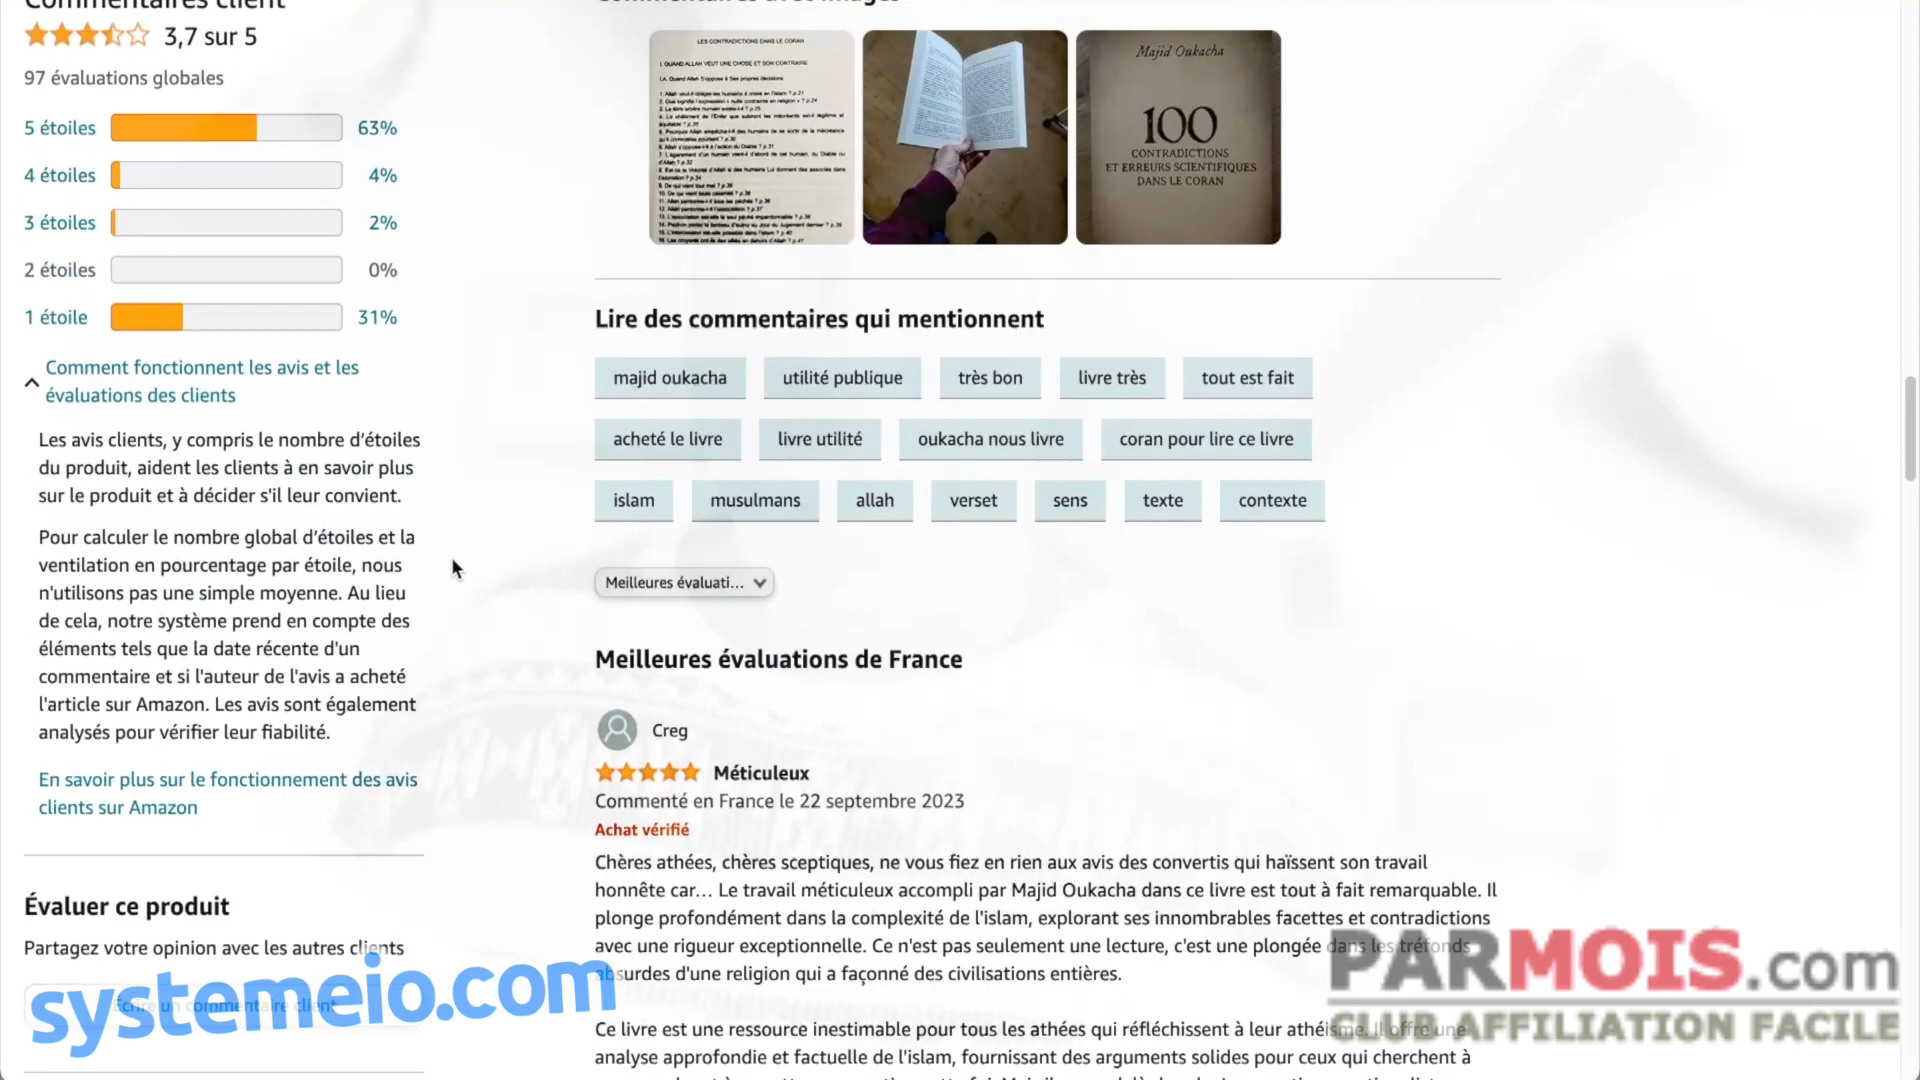 Commentaires client
3,7 sur 5
97 évaluations globales
5 étoiles 63%
4 étoiles 4%
3 étoiles 2%
2 étoiles 0%
1 étoile 31%
Comment fonctionnent les avis et les
évaluations des clients
Les avis clients, y compris le nombre d’étoiles
du produit, aident les clients à en savoir plus
sur le produit et à décider s'il leur convient.
Pour calculer le nombre global d’étoiles et la
ventilation en pourcentage par étoile, nous
n'utilisons pas une simple moyenne. Au lieu
de cela, notre système prend en compte des
éléments tels que la date récente d'un
commentaire et si l'auteur de l'avis a acheté
l'article sur Amazon. Les avis sont également
analysés pour vérifier leur fiabilité.
En savoir plus sur le fonctionnement des avis
clients sur Amazon
Évaluer ce produit
Partagez votre opinion avec les autres clients
Écrire un commentaire client
systemeio.com
Commentaires avec images
LES CONTRADICTIONS DANS LE CORAN
I. QUAND ALLAH VEUT UNE CHOSE ET SON CONTRAIRE
I.A. Quand Allah S'oppose à Ses propres décisions
Majid Oukacha
100
CONTRADICTIONS
ET ERREURS SCIENTIFIQUES
DANS LE CORAN
Lire des commentaires qui mentionnent
majid oukacha utilité publique très bon livre très tout est fait
acheté le livre livre utilité oukacha nous livre coran pour lire ce livre
islam musulmans allah verset sens texte contexte
Meilleures évaluati...
Meilleures évaluations de France
Creg
Méticuleux
Commenté en France le 22 septembre 2023
Achat vérifié
Chères athées, chères sceptiques, ne vous fiez en rien aux avis des convertis qui haïssent son travail
honnête car... Le travail méticuleux accompli par Majid Oukacha dans ce livre est tout à fait remarquable. Il
plonge profondément dans la complexité de l'islam, explorant ses innombrables facettes et contradictions
avec une rigueur exceptionnelle. Ce n'est pas seulement une lecture, c'est une plongée dans les tréfonds
absurdes d'une religion qui a façonné des civilisations entières.
Ce livre est une ressource inestimable pour tous les athées qui réfléchissent à leur athéisme. Il offre une
analyse approfondie et factuelle de l'islam, fournissant des arguments solides pour ceux qui cherchent à
PARMOIS.com
CLUB AFFILIATION FACILE